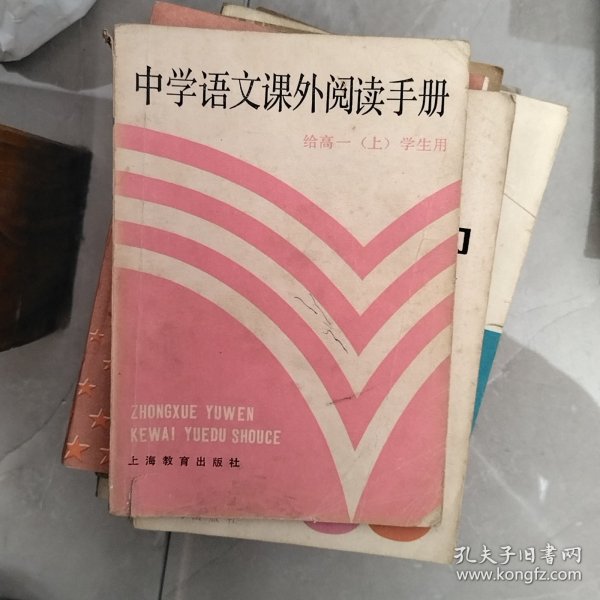 中学语文课外阅读手册
给高一（上）学生用
ZHONGXUE YUWEN
KEWAI YUEDU SHOUCE
上海教育出版社
孔夫子旧书网
www.kongfz.com